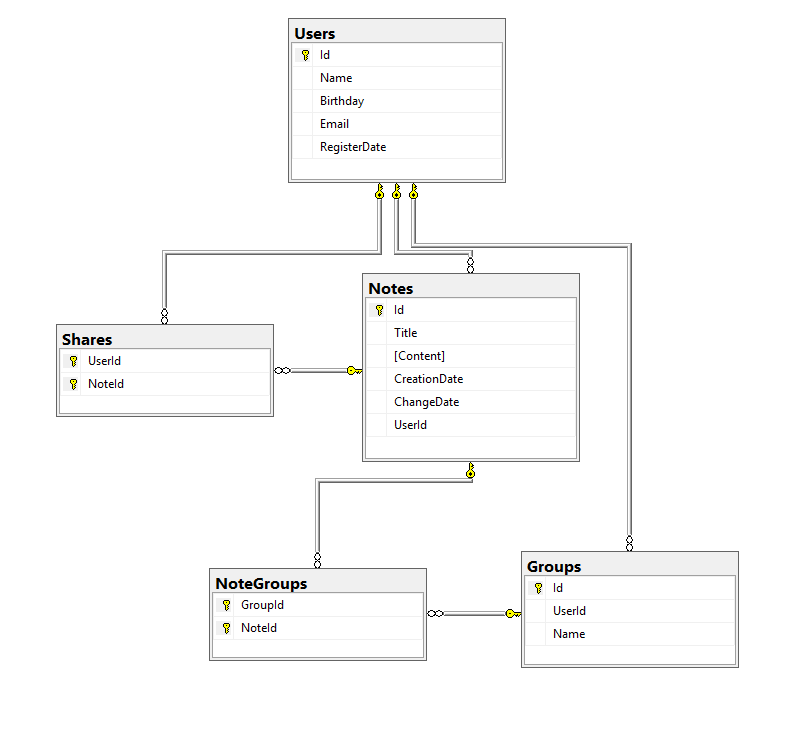 Users
Id
Name
Birthday
Email
RegisterDate
Notes
Id
Title
[Content]
CreationDate
ChangeDate
UserId
Shares
UserId
NoteId
NoteGroups
GroupId
NoteId
Groups
Id
UserId
Name